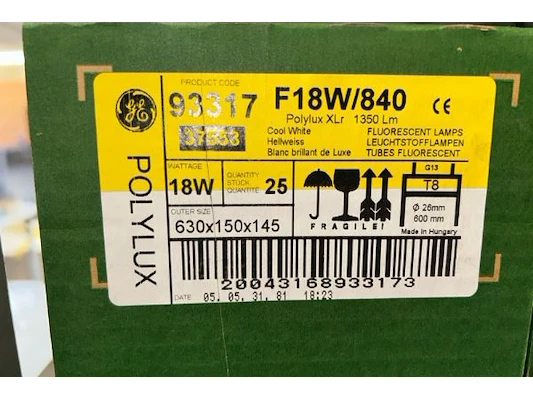 PRODUCT CODE
93317
F18W/840
CE
Polylux XLr 1350 Lm
Cool White
Hellweiss
Blanc brillant de Luxe
FLUORESCENT LAMPS
LEUCHTSTOFFLAMPEN
TUBES FLUORESCENT
GE
POLYLUX
WATTAGE
18W
QUANTITY
STUCK
QUANTITE
25
OUTER SIZE
630x150x145
FRAGILE!
G13
T8
Ø 26mm
600 mm
Made in Hungary
20043168933173
DATE 05. 05. 31. 81 18:23